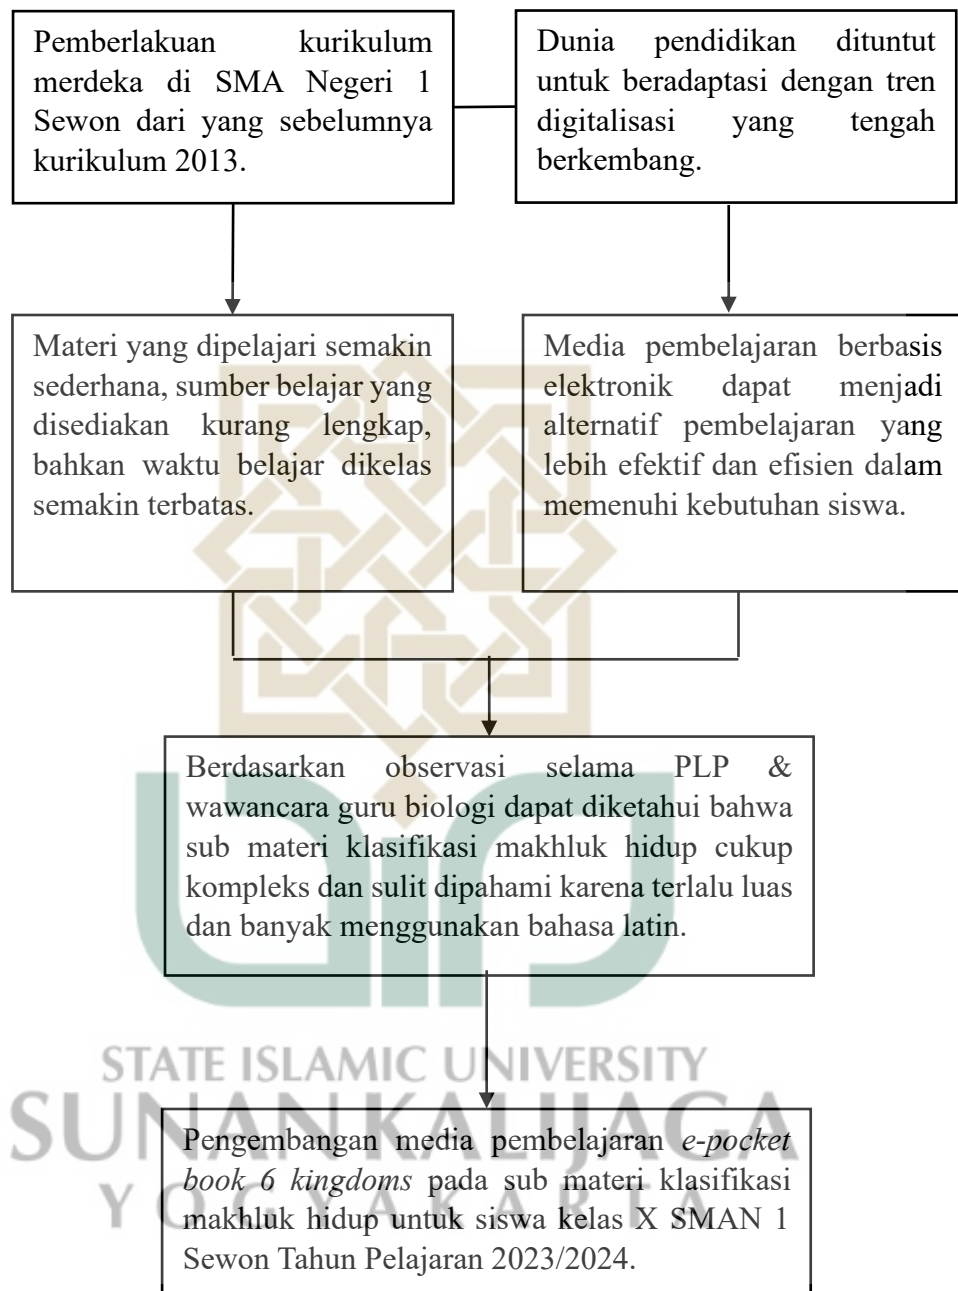 Pemberlakuan kurikulum
merdeka di SMA Negeri 1
Sewon dari yang sebelumnya
kurikulum 2013.
Dunia pendidikan dituntut
untuk beradaptasi dengan tren
digitalisasi yang tengah
berkembang.
Materi yang dipelajari semakin
sederhana, sumber belajar yang
disediakan kurang lengkap,
bahkan waktu belajar dikelas
semakin terbatas.
Media pembelajaran berbasis
elektronik dapat menjadi
alternatif pembelajaran yang
lebih efektif dan efisien dalam
memenuhi kebutuhan siswa.
Berdasarkan observasi selama PLP &
wawancara guru biologi dapat diketahui bahwa
sub materi klasifikasi makhluk hidup cukup
kompleks dan sulit dipahami karena terlalu luas
dan banyak menggunakan bahasa latin.
STATE ISLAMIC UNIVERSITY
SUNAN KALIJAGA
YOGYAKARTA
Pengembangan media pembelajaran e-pocket
book 6 kingdoms pada sub materi klasifikasi
makhluk hidup untuk siswa kelas X SMAN 1
Sewon Tahun Pelajaran 2023/2024.